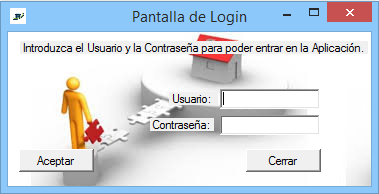 Pantalla de Login
Introduzca el Usuario y la Contraseña para poder entrar en la Aplicación.
Usuario:
Contraseña:
Aceptar
Cerrar